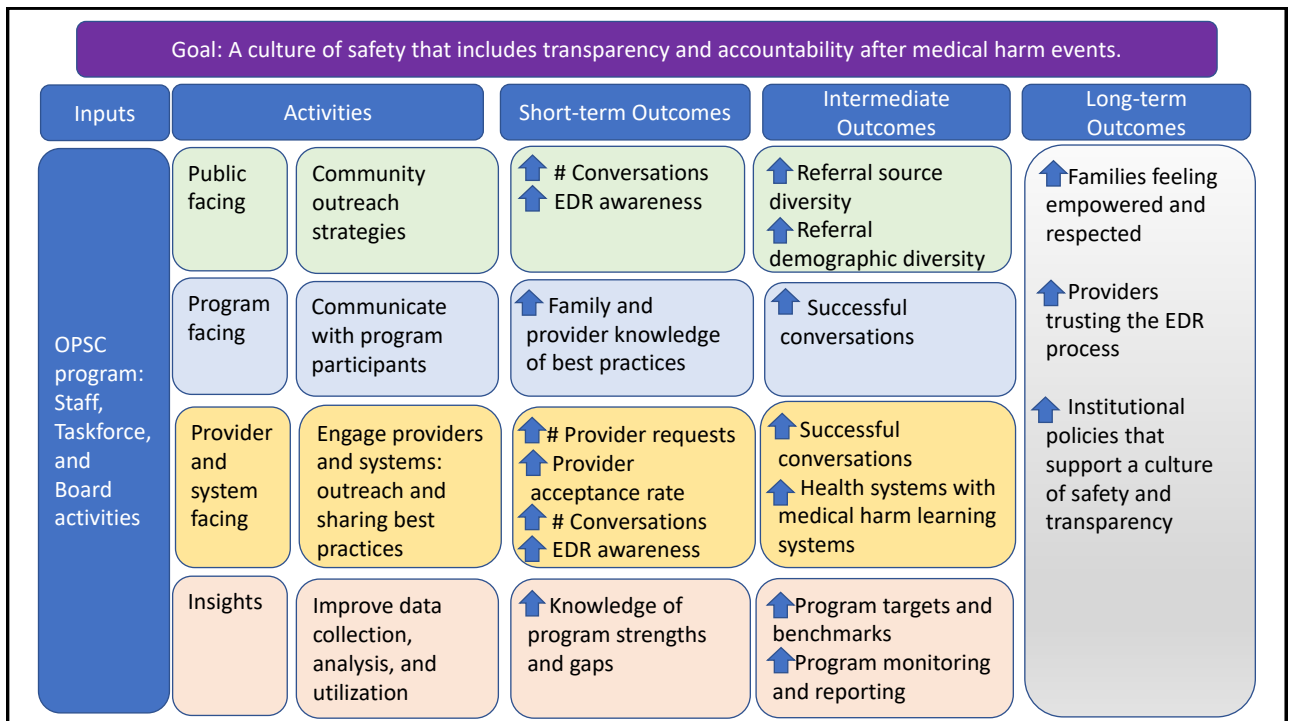 Goal: A culture of safety that includes transparency and accountability after medical harm events.
Inputs
Activities
Short-term Outcomes
Intermediate
Outcomes
Long-term
Outcomes
OPSC
program:
Staff,
Taskforce,
and
Board
activities
Public
facing
Community
outreach
strategies
# Conversations
EDR awareness
Referral source
diversity
Referral
demographic diversity
Program
facing
Communicate
with program
participants
Family and
provider knowledge
of best practices
Successful
conversations
Provider
and
system
facing
Engage providers
and systems:
outreach and
sharing best
practices
# Provider requests
Provider
acceptance rate
# Conversations
EDR awareness
Successful
conversations
Health systems with
medical harm learning
systems
Insights
Improve data
collection,
analysis, and
utilization
Knowledge of
program strengths
and gaps
Program targets and
benchmarks
Program monitoring
and reporting
Families feeling
empowered and
respected
Providers
trusting the EDR
process
Institutional
policies that
support a culture
of safety and
transparency